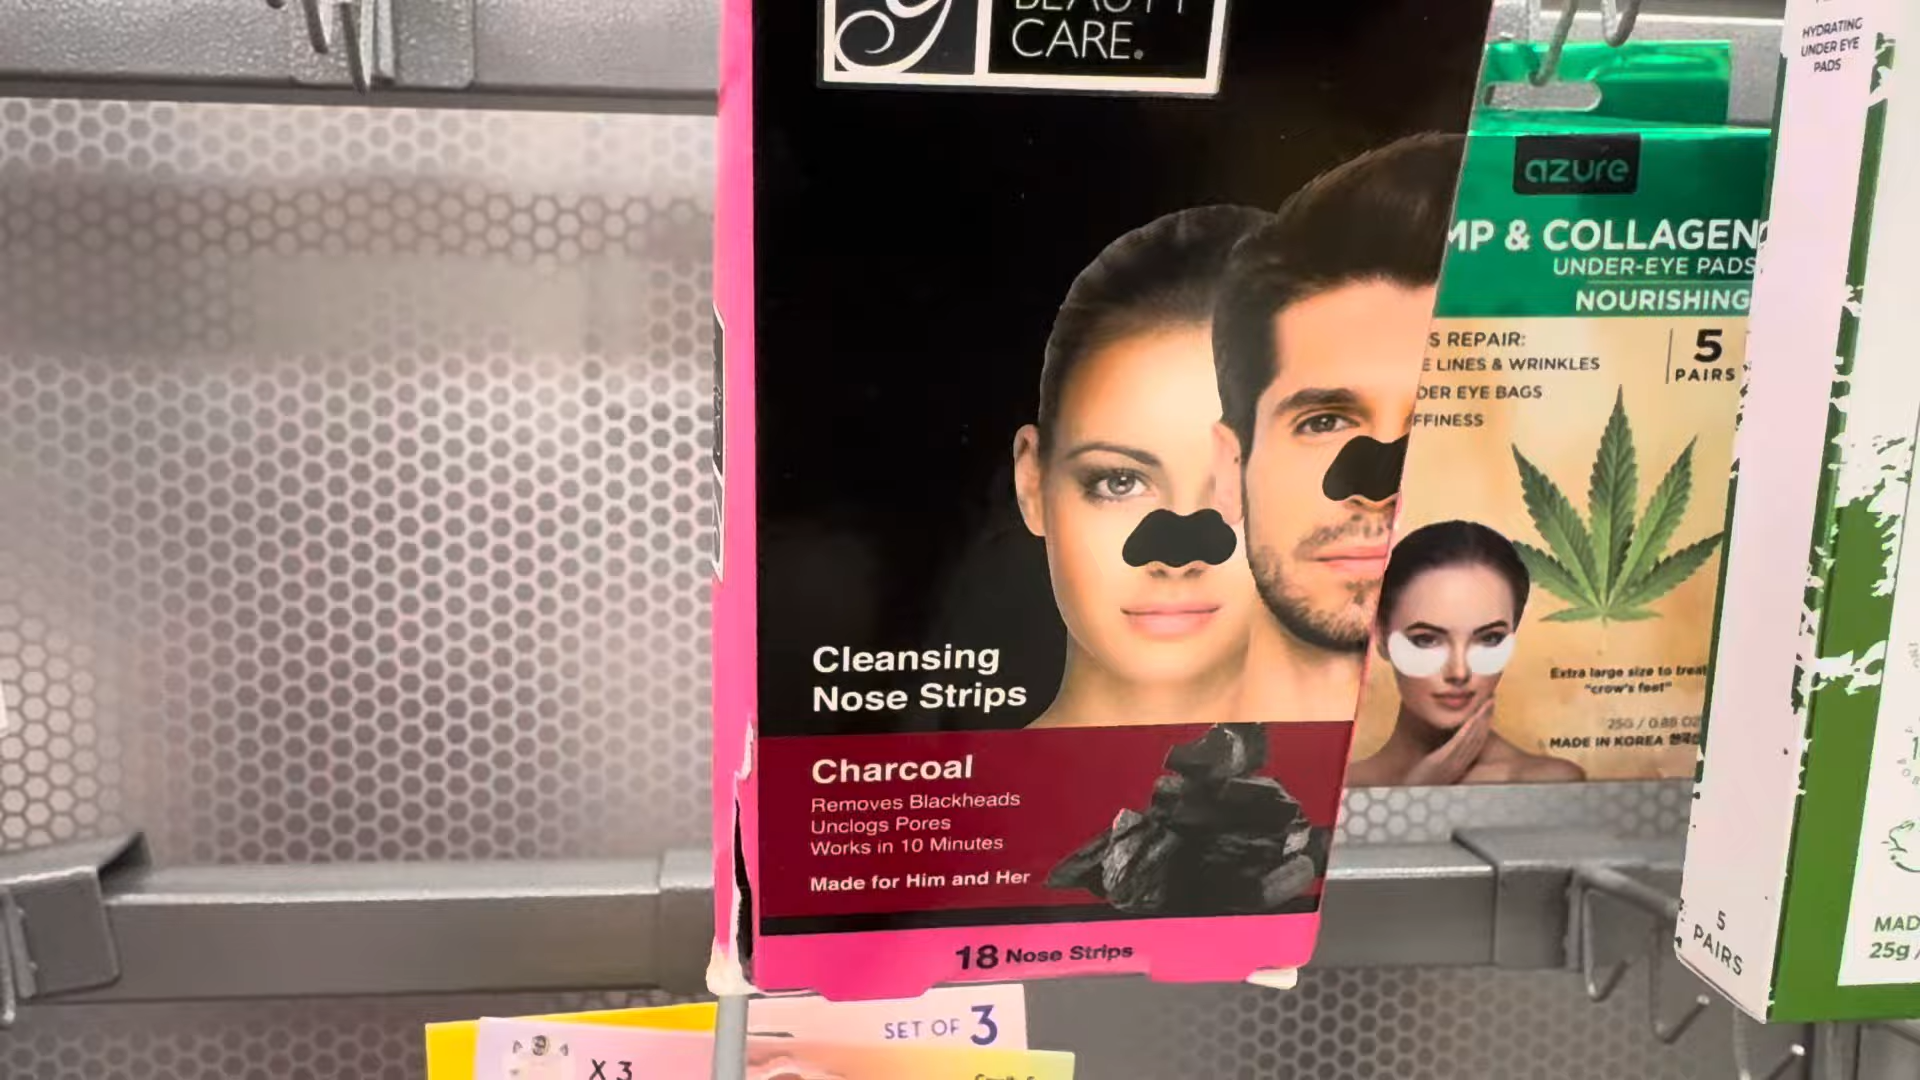 BEAUTY
CARE
Cleansing
Nose Strips
Charcoal
Removes Blackheads
Unclogs Pores
Works in 10 Minutes
Made for Him and Her
18 Nose Strips
azure
MP & COLLAGEN
UNDER-EYE PADS
NOURISHING
S REPAIR:
E LINES & WRINKLES
DER EYE BAGS
FFINESS
5
PAIRS
Extra large size to treat
"crow's feet"
25G / 0.88 OZ
MADE IN KOREA
HYDRATING
UNDER EYE
PADS
5
PAIRS
MAD
25g /
SET OF 3
X 3